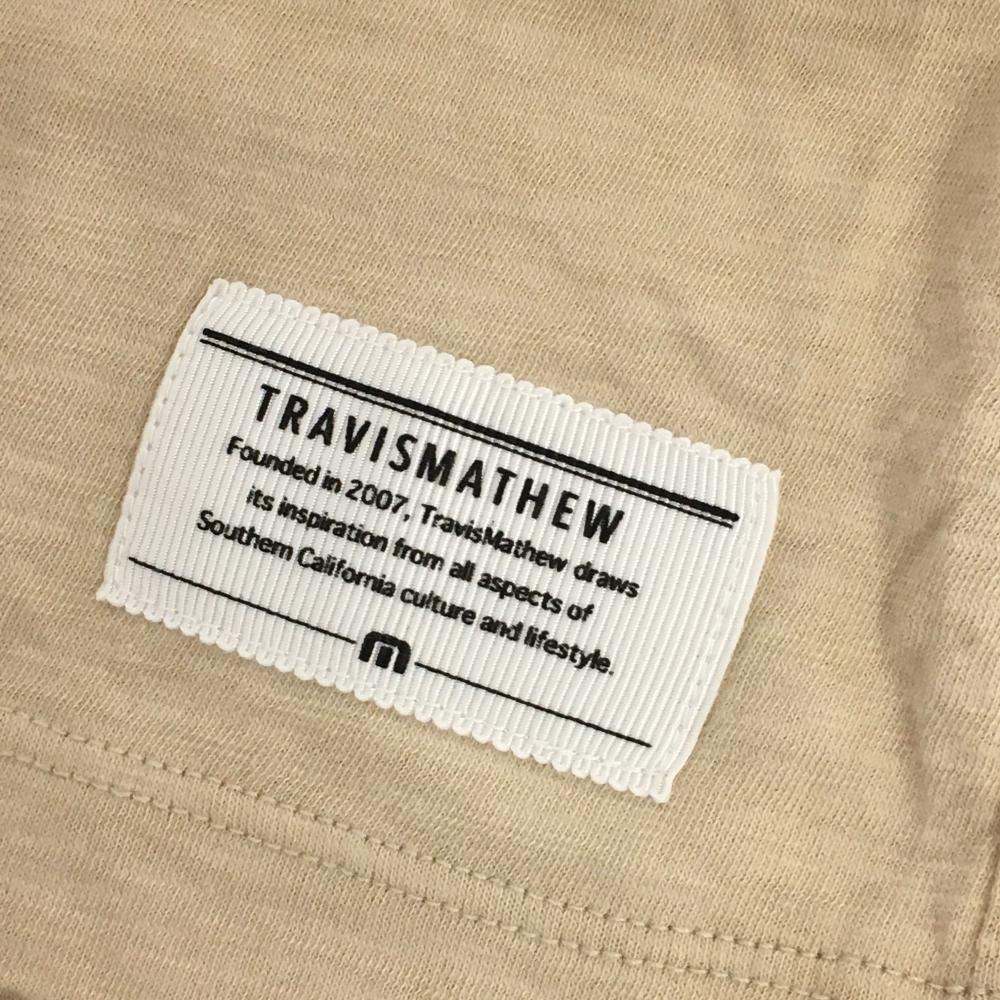 TRAVISMATHEW
Founded in 2007, TravisMathew draws
its inspiration from all aspects of
Southern California culture and lifestyle.